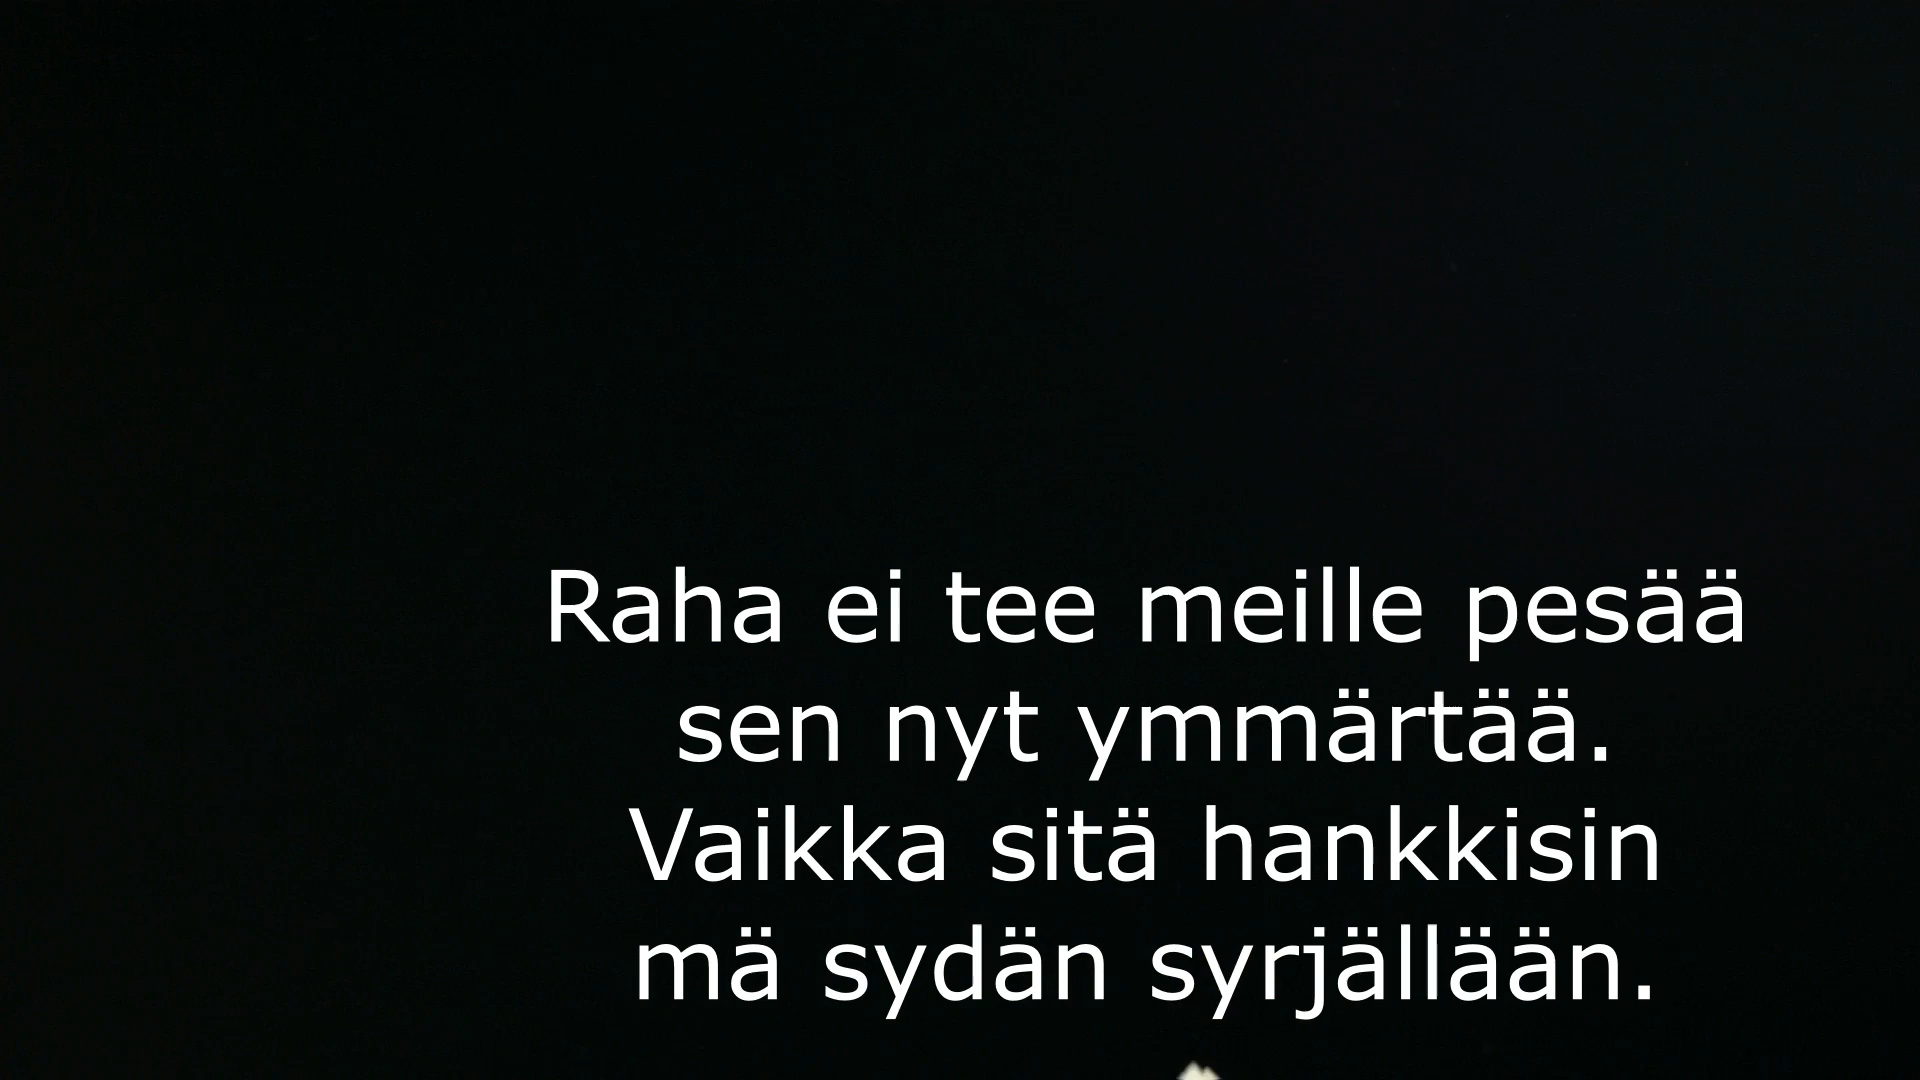 Raha ei tee meille pesää
sen nyt ymmärtää.
Vaikka sitä hankkisin
mä sydän syrjällään.